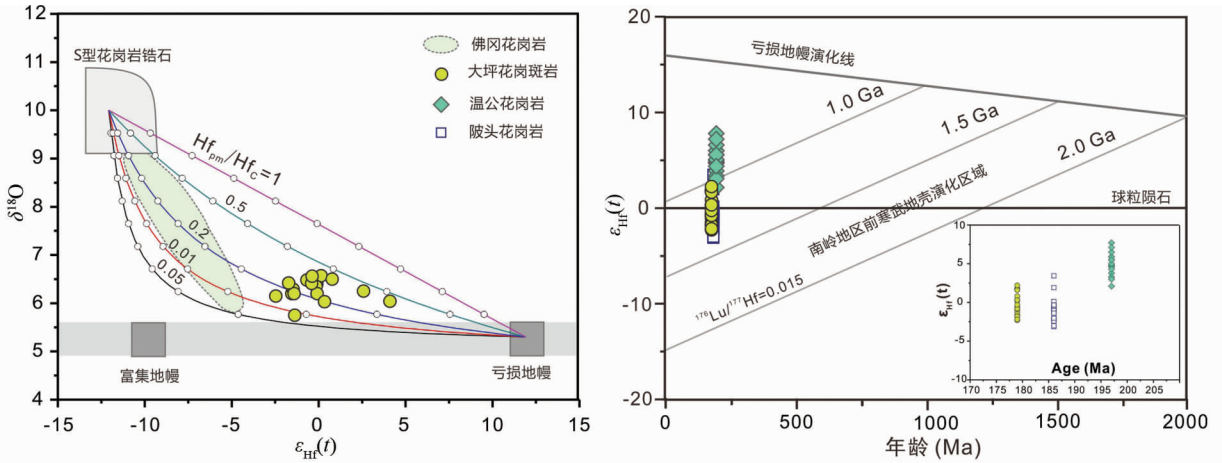 12
11
10
9
8
7
6
5
4
δ¹⁸O
-15
-10
-5
0
5
10
15
εHf(t)
S型花岗岩锆石
佛冈花岗岩
大坪花岗斑岩
温公花岗岩
陂头花岗岩
Hfpm/HfC=1
0.5
0.2
0.01
0.05
富集地幔
亏损地幔
20
10
0
-10
-20
εHf(t)
0
500
1000
1500
2000
年龄 (Ma)
亏损地幔演化线
1.0 Ga
1.5 Ga
2.0 Ga
球粒陨石
南岭地区前寒武地壳演化区域
¹⁷⁶Lu/¹⁷⁷Hf=0.015
10
5
0
-5
-10
εHf(t)
Age (Ma)
170
175
180
185
190
195
200
205